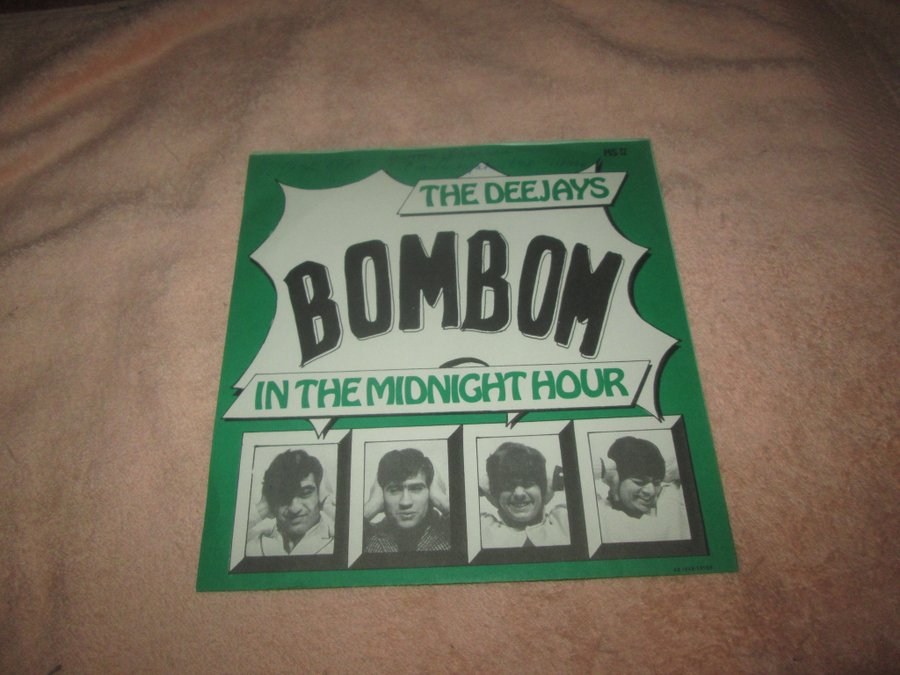 THE DEEJAYS
BOMBOM
IN THE MIDNIGHT HOUR